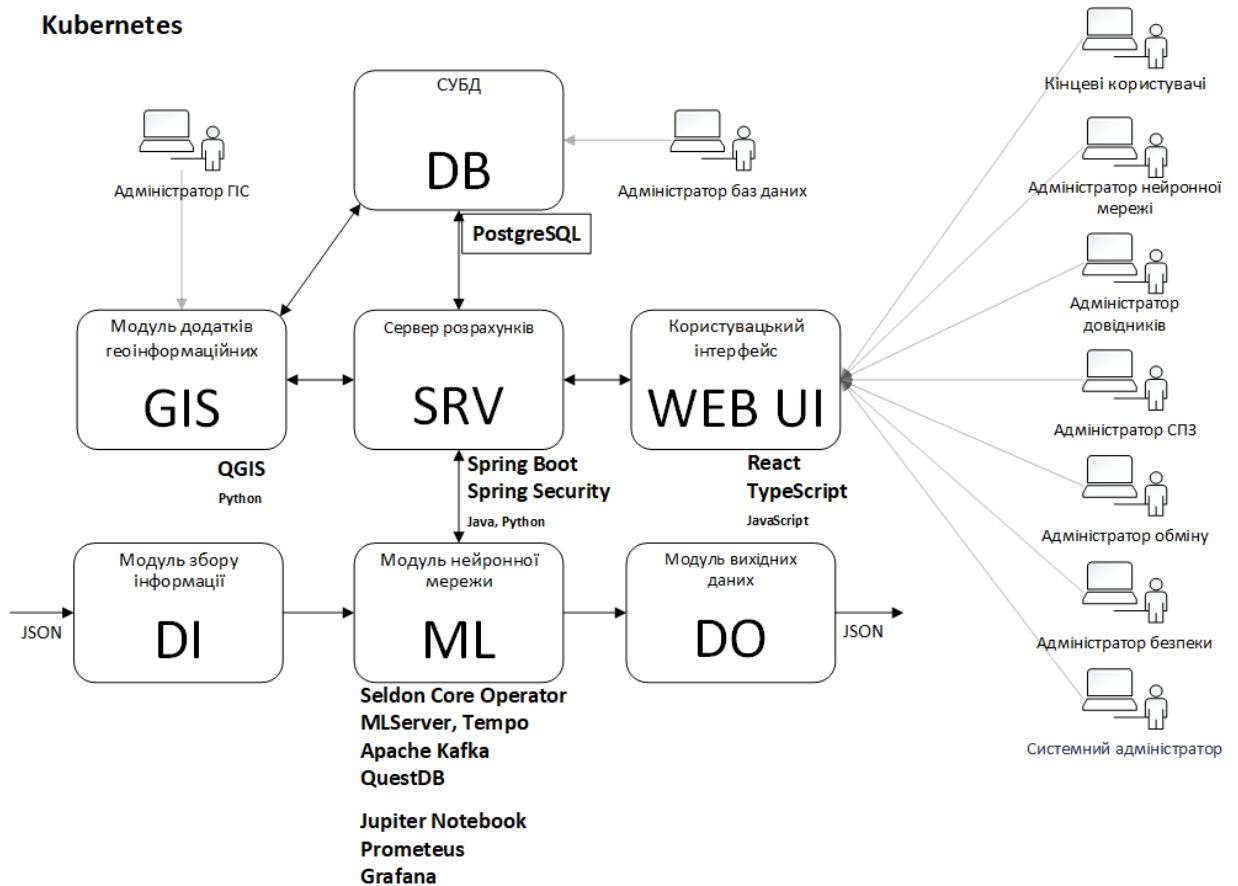 Kubernetes
СУБД
DB
Адміністратор ГІС
Адміністратор баз даних
PostgreSQL
Модуль додатків
геоінформаційних
GIS
QGIS
Python
Сервер розрахунків
SRV
Spring Boot
Spring Security
Java, Python
Користувацький
інтерфейс
WEB UI
React
TypeScript
JavaScript
JSON
Модуль збору
інформації
DI
Модуль нейронної
мережи
ML
Модуль вихідних
даних
DO
JSON
Seldon Core Operator
MLServer, Tempo
Apache Kafka
QuestDB
Jupiter Notebook
Prometeus
Grafana
Кінцеві користувачі
Адміністратор нейронної
мережі
Адміністратор
довідників
Адміністратор СПЗ
Адміністратор обміну
Адміністратор безпеки
Системний адміністратор